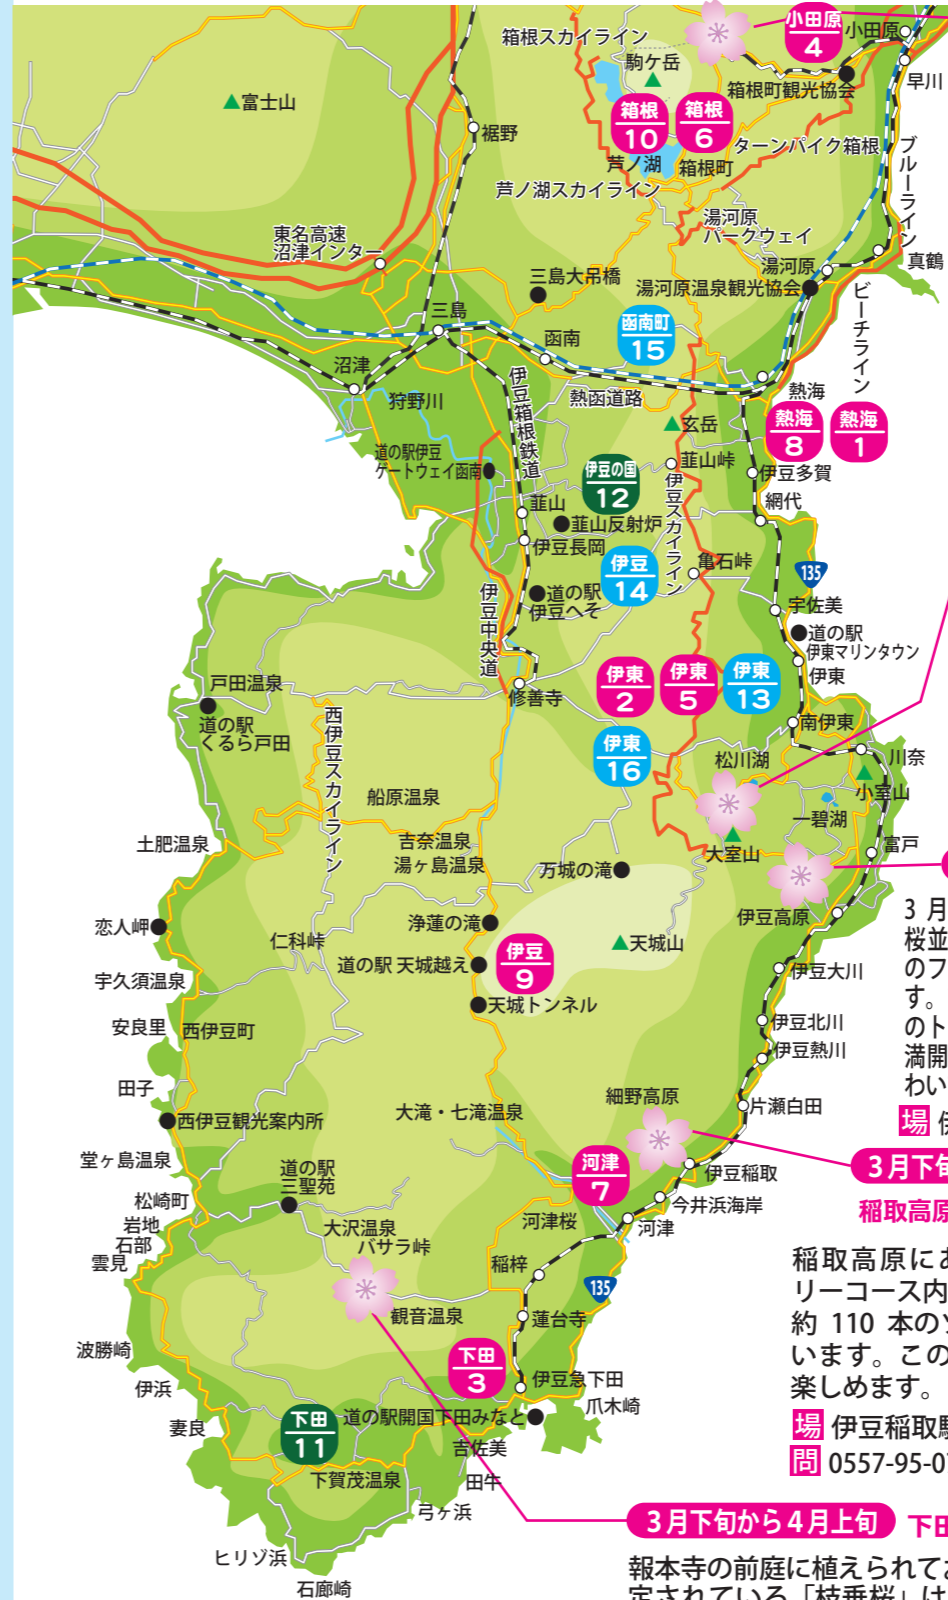 箱根スカイライン
小田原
4
小田原
駒ケ岳
箱根町観光協会
早川
富士山
裾野
箱根
10
箱根
6
ターンパイク箱根
ブルーライン
芦ノ湖
箱根町
芦ノ湖スカイライン
湯河原
パークウェイ
東名高速
沼津インター
真鶴
湯河原
三島大吊橋
湯河原温泉観光協会
ビーチライン
三島
函南町
15
函南
沼津
伊豆箱根鉄道
熱函道路
熱海
狩野川
玄岳
熱海
8
熱海
1
道の駅伊豆
ゲートウェイ函南
伊豆の国
12
韮山峠
伊豆スカイライン
伊豆多賀
網代
韮山
韮山反射炉
伊豆長岡
伊豆
14
亀石峠
135
伊豆中央道
道の駅
伊豆へそ
宇佐美
道の駅
伊東マリンタウン
伊東
2
伊東
5
伊東
13
伊東
戸田温泉
修善寺
道の駅
くるら戸田
西伊豆スカイライン
南伊東
伊東
16
松川湖
川奈
小室山
船原温泉
一碧湖
吉奈温泉
土肥温泉
湯ヶ島温泉
大室山
富戸
万城の滝
伊豆高原
恋人岬
浄蓮の滝
仁科峠
天城山
伊豆
9
道の駅 天城越え
宇久須温泉
伊豆大川
天城トンネル
安良里
西伊豆町
伊豆北川
伊豆熱川
田子
細野高原
大滝・七滝温泉
片瀬白田
西伊豆観光案内所
堂ヶ島温泉
道の駅
三聖苑
河津
7
伊豆稲取
松崎町
今井浜海岸
岩地
石部
雲見
大沢温泉
バサラ峠
河津桜
河津
稲梓
135
観音温泉
蓮台寺
波勝崎
下田
3
伊浜
伊豆急下田
爪木崎
妻良
下田
11
道の駅開国下田みなと
吉佐美
下賀茂温泉
田牛
弓ヶ浜
ヒリゾ浜
石廊崎
3 月
桜並
のフ
す。
のト
満開
わい
場 伊
3月下旬
稲取高原
稲取高原にあ
リーコース内
約 110 本のソ
います。この
楽しめます。
場 伊豆稲取駅
問 0557-95-07
3月下旬から4月上旬 下田
報本寺の前庭に植えられてお
定されている「枝垂桜」は